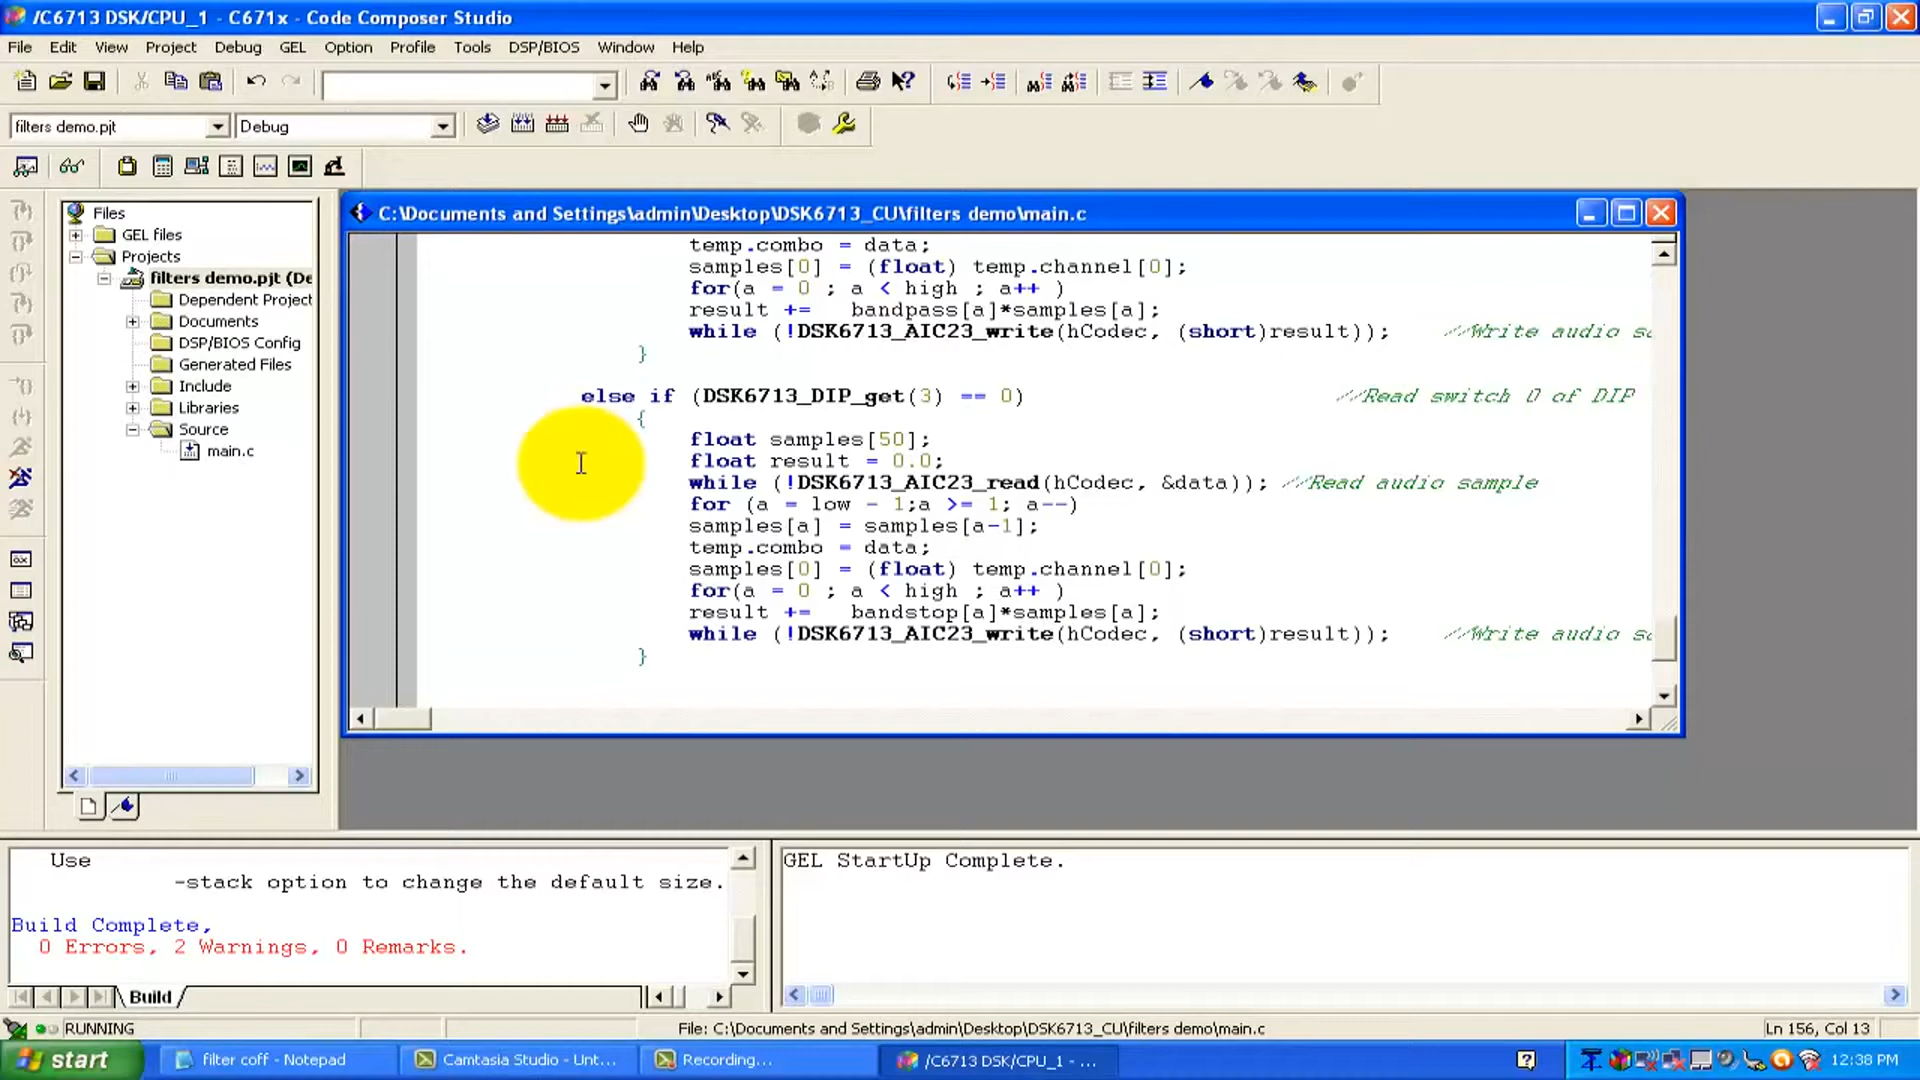 /C6713 DSK/CPU_1 - C671x - Code Composer Studio
File Edit View Project Debug GEL Option Profile Tools DSP/BIOS Window Help
filters demo.pjt Debug
Files
GEL files
Projects
filters demo.pjt (De
Dependent Project
Documents
DSP/BIOS Config
Generated Files
Include
Libraries
Source
main.c
C:\Documents and Settings\admin\Desktop\DSK6713_CU\filters demo\main.c
temp.combo = data;
samples[0] = (float) temp.channel[0];
for(a = 0 ; a < high ; a++ )
result += bandpass[a]*samples[a];
while (!DSK6713_AIC23_write(hCodec, (short)result)); //Write audio sa
}
else if (DSK6713_DIP_get(3) == 0) //Read switch 0 of DIP
{
float samples[50];
float result = 0.0;
while (!DSK6713_AIC23_read(hCodec, &data)); //Read audio sample
for (a = low - 1;a >= 1; a--)
samples[a] = samples[a-1];
temp.combo = data;
samples[0] = (float) temp.channel[0];
for(a = 0 ; a < high ; a++ )
result += bandstop[a]*samples[a];
while (!DSK6713_AIC23_write(hCodec, (short)result)); //Write audio sa
}
Use
-stack option to change the default size.
Build Complete,
0 Errors, 2 Warnings, 0 Remarks.
Build
GEL StartUp Complete.
RUNNING
File: C:\Documents and Settings\admin\Desktop\DSK6713_CU\filters demo\main.c
Ln 156, Col 13
start
filter coff - Notepad
Camtasia Studio - Unt...
Recording...
/C6713 DSK/CPU_1 - ...
12:38 PM